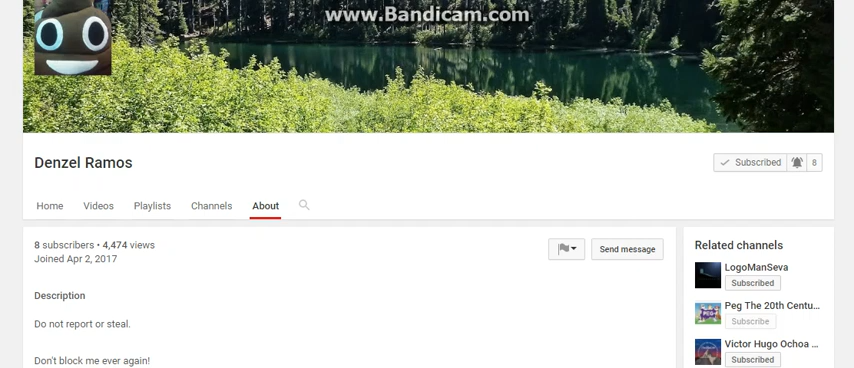 www.Bandicam.com
Denzel Ramos
Subscribed 8
Home Videos Playlists Channels About
8 subscribers • 4,474 views
Joined Apr 2, 2017
Send message
Description
Do not report or steal.
Don't block me ever again!
Related channels
LogoManSeva
Subscribed
Peg The 20th Centu...
Subscribe
Victor Hugo Ochoa ...
Subscribed